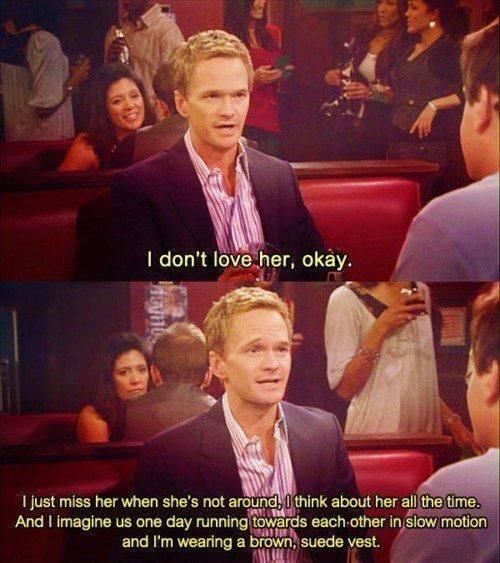 I don't love her, okay.
I just miss her when she's not around, I think about her all the time.
And I imagine us one day running towards each other in slow motion
and I'm wearing a brown, suede vest.